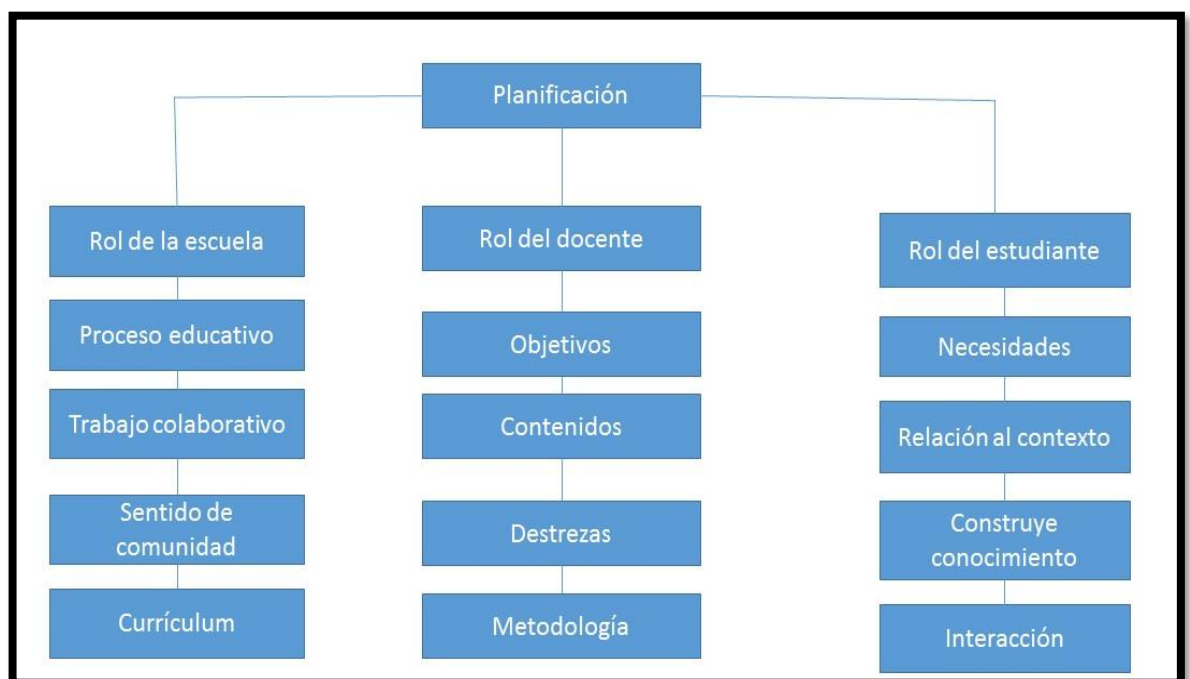 Planificación
Rol de la escuela
Proceso educativo
Trabajo colaborativo
Sentido de
comunidad
Currículum
Rol del docente
Objetivos
Contenidos
Destrezas
Metodología
Rol del estudiante
Necesidades
Relación al contexto
Construye
conocimiento
Interacción